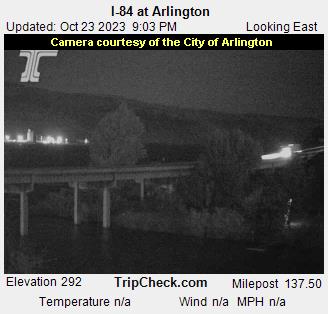 I-84 at Arlington
Updated: Oct 23 2023 9:03 PM Looking East
Camera courtesy of the City of Arlington
Elevation 292 TripCheck.com Milepost 137.50
Temperature n/a Wind n/a MPH n/a